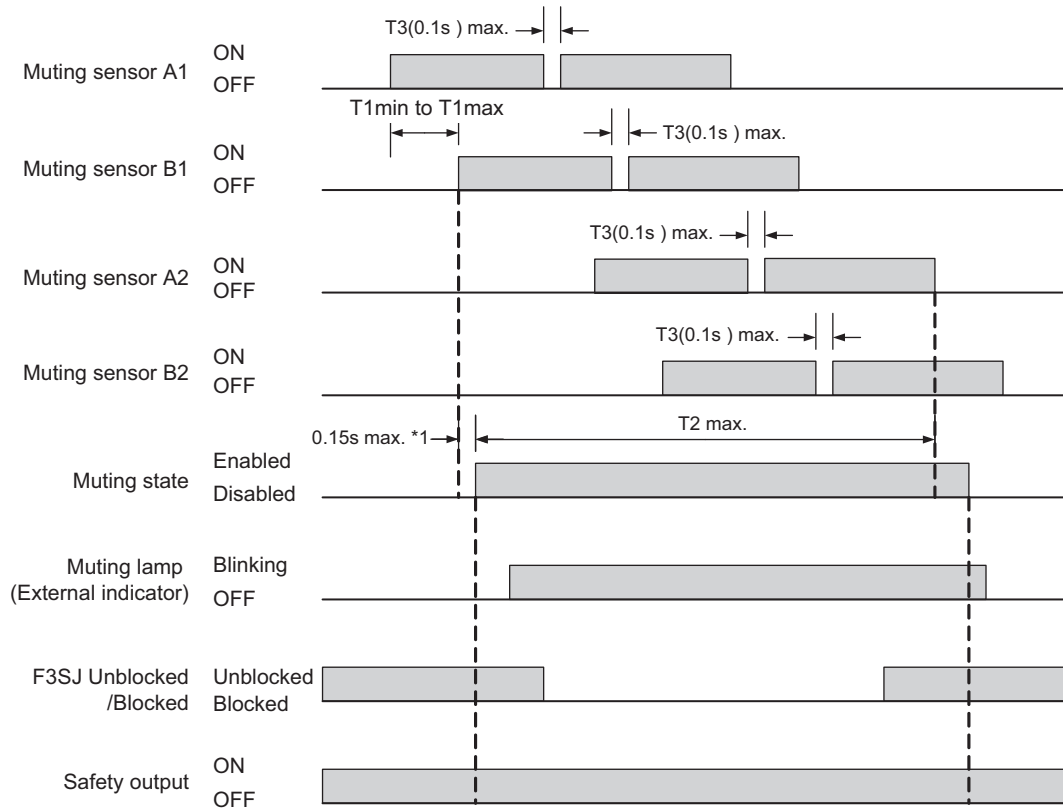 T3(0.1s ) max.
Muting sensor A1
ON
OFF
T1min to T1max
T3(0.1s ) max.
Muting sensor B1
ON
OFF
T3(0.1s ) max.
Muting sensor A2
ON
OFF
T3(0.1s ) max.
Muting sensor B2
ON
OFF
0.15s max. *1
T2 max.
Muting state
Enabled
Disabled
Muting lamp
(External indicator)
Blinking
OFF
F3SJ Unblocked
/Blocked
Unblocked
Blocked
Safety output
ON
OFF